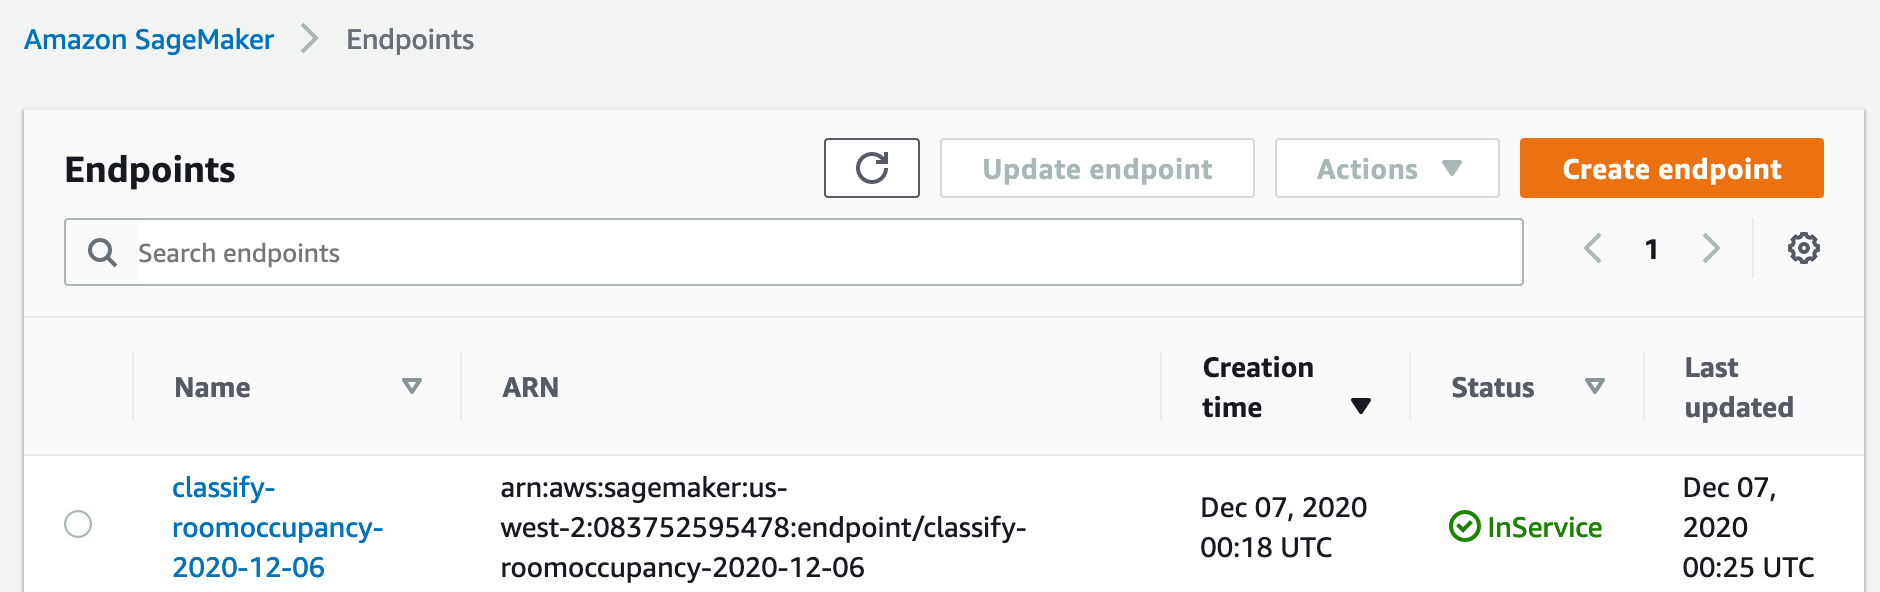 Amazon SageMaker > Endpoints
Endpoints
Update endpoint
Actions
Create endpoint
Search endpoints
1
Name
ARN
Creation
time
Status
Last
updated
classify-
roomoccupancy-
2020-12-06
arn:aws:sagemaker:us-
west-2:083752595478:endpoint/classify-
roomoccupancy-2020-12-06
Dec 07, 2020
00:18 UTC
InService
Dec 07,
2020
00:25 UTC